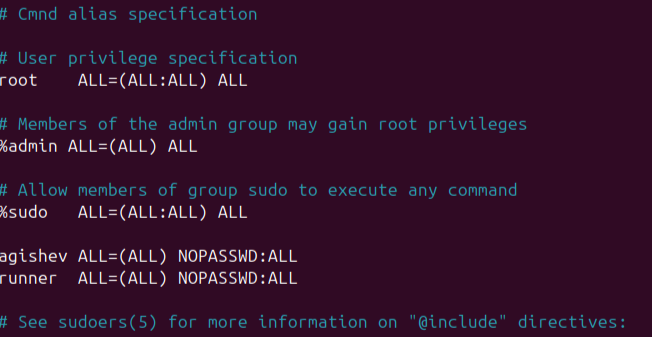 # Cmnd alias specification
# User privilege specification
root    ALL=(ALL:ALL) ALL
# Members of the admin group may gain root privileges
%admin ALL=(ALL) ALL
# Allow members of group sudo to execute any command
%sudo   ALL=(ALL:ALL) ALL
agishev ALL=(ALL) NOPASSWD:ALL
runner  ALL=(ALL) NOPASSWD:ALL
# See sudoers(5) for more information on "@include" directives: